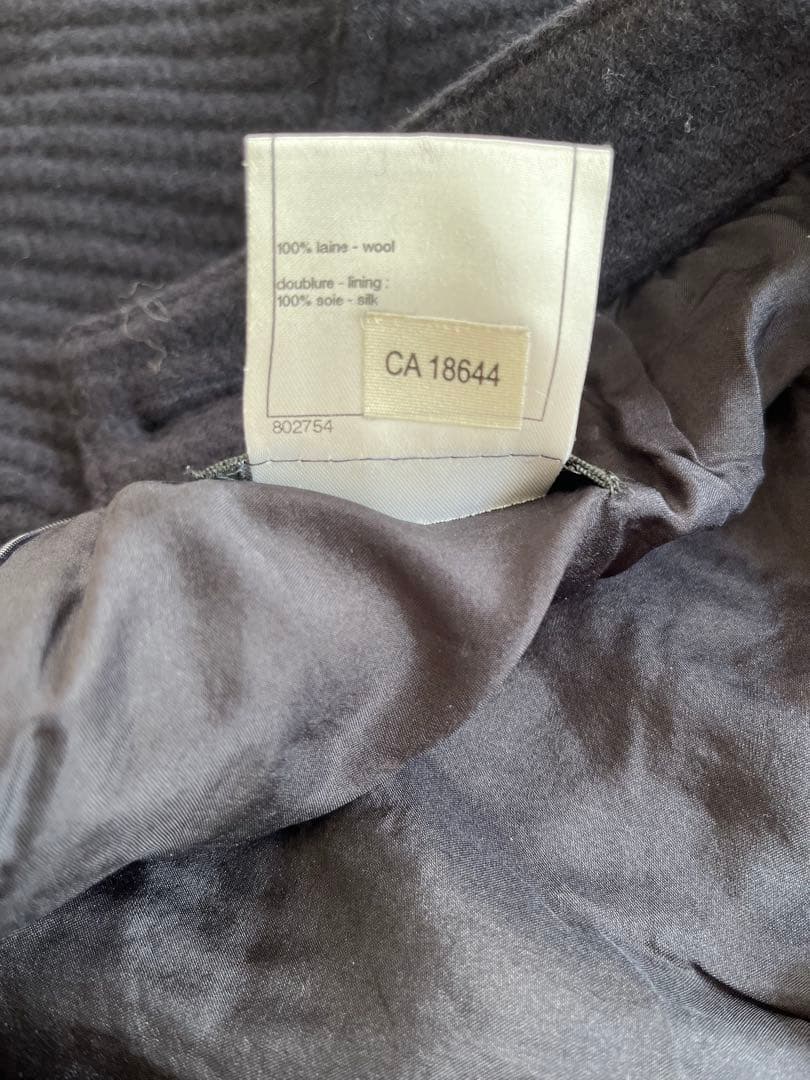 100% laine - wool
doublure - lining :
100% soie - silk
CA 18644
802754